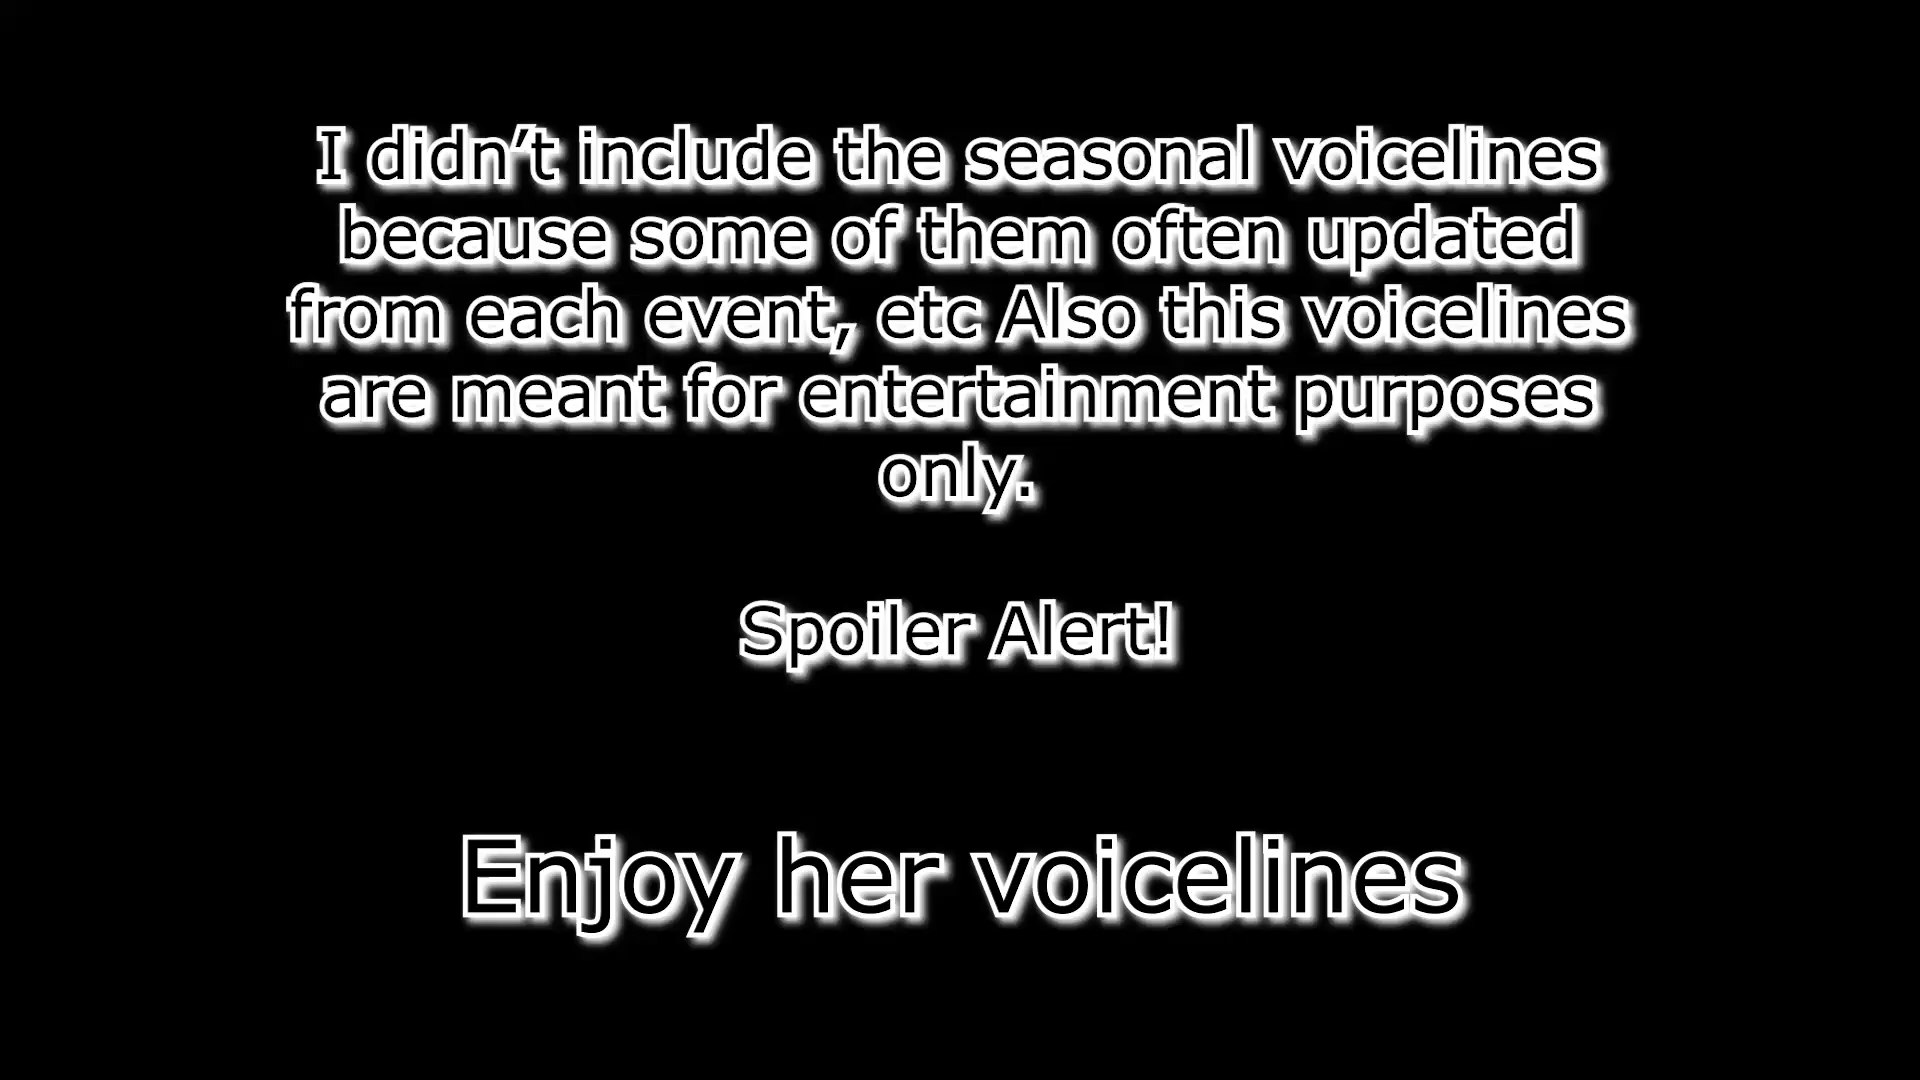 I didn’t include the seasonal voicelines
because some of them often updated
from each event, etc Also this voicelines
are meant for entertainment purposes
only.
Spoiler Alert!
Enjoy her voicelines